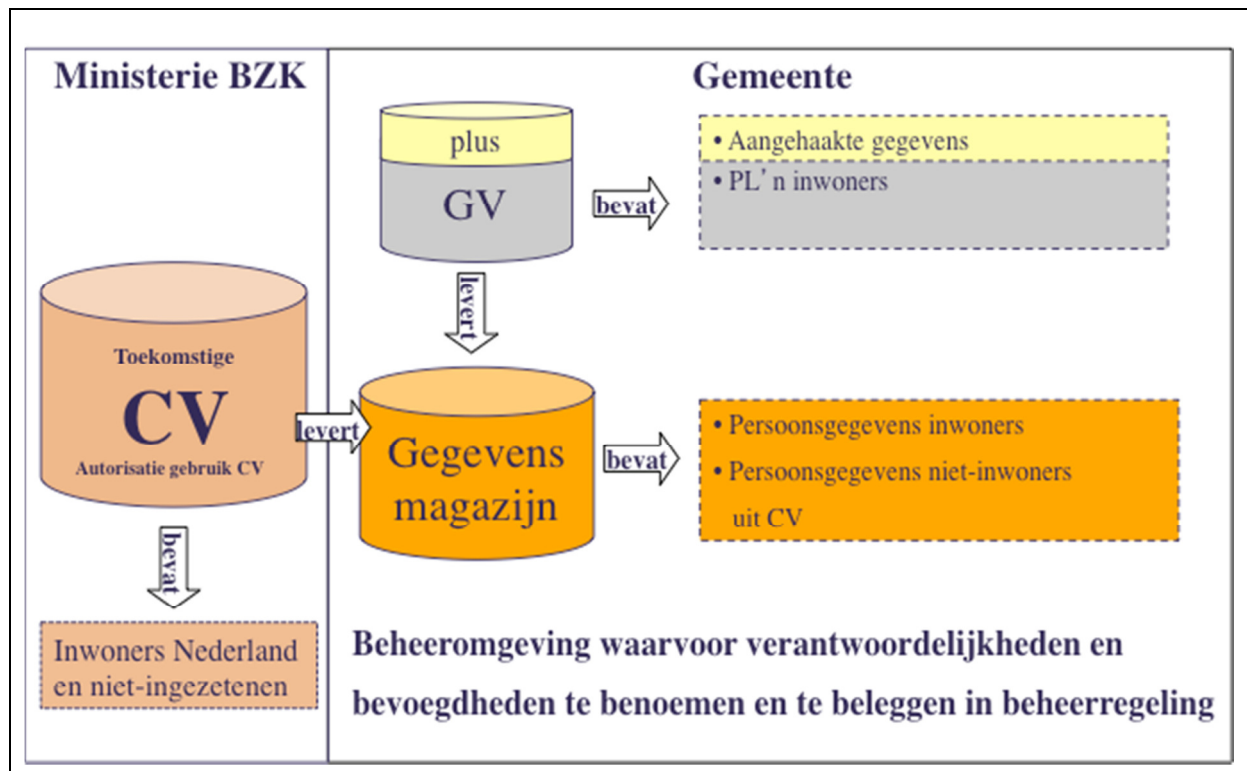 Ministerie BZK
Gemeente
plus
GV
bevat
• Aangehaakte gegevens
• PL'n inwoners
levert
Toekomstige
CV
Autorisatie gebruik CV
levert
Gegevens
magazijn
bevat
• Persoonsgegevens inwoners
• Persoonsgegevens niet-inwoners
uit CV
bevat
Inwoners Nederland
en niet-ingezetenen
Beheeromgeving waarvoor verantwoordelijkheden en
bevoegdheden te benoemen en te beleggen in beheerregeling